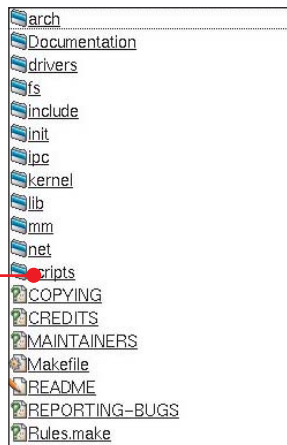 arch
Documentation
drivers
fs
include
init
ipc
kernel
lib
mm
net
scripts
COPYING
CREDITS
MAINTAINERS
Makefile
README
REPORTING-BUGS
Rules.make